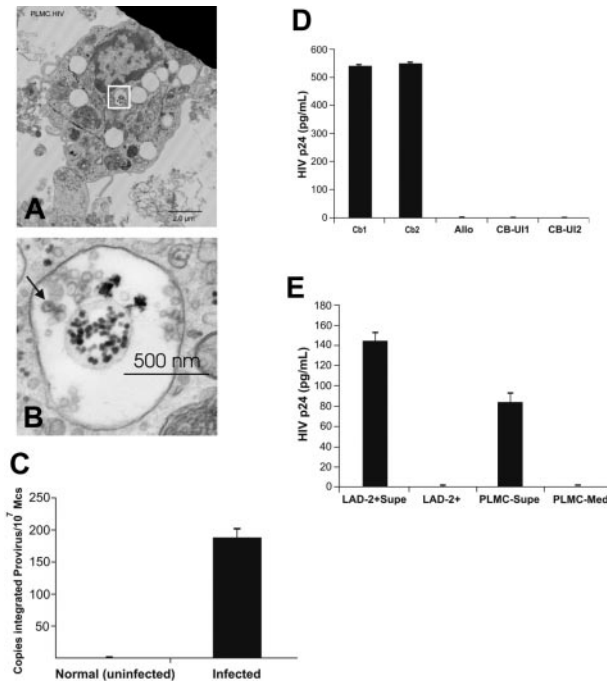 PLMC.HIV
A
2.0 µm
B
500 nm
C
Copies integrated Provirus/10⁷ Mcs
250
200
150
100
50
Normal (uninfected) Infected
D
HIV p24 (pg/mL)
600
500
400
300
200
100
0
Cb1 Cb2 Allo CB-UI1 CB-UI2
E
HIV p24 (pg/mL)
160
140
120
100
80
60
40
20
0
LAD-2+Supe LAD-2+ PLMC-Supe PLMC-Med